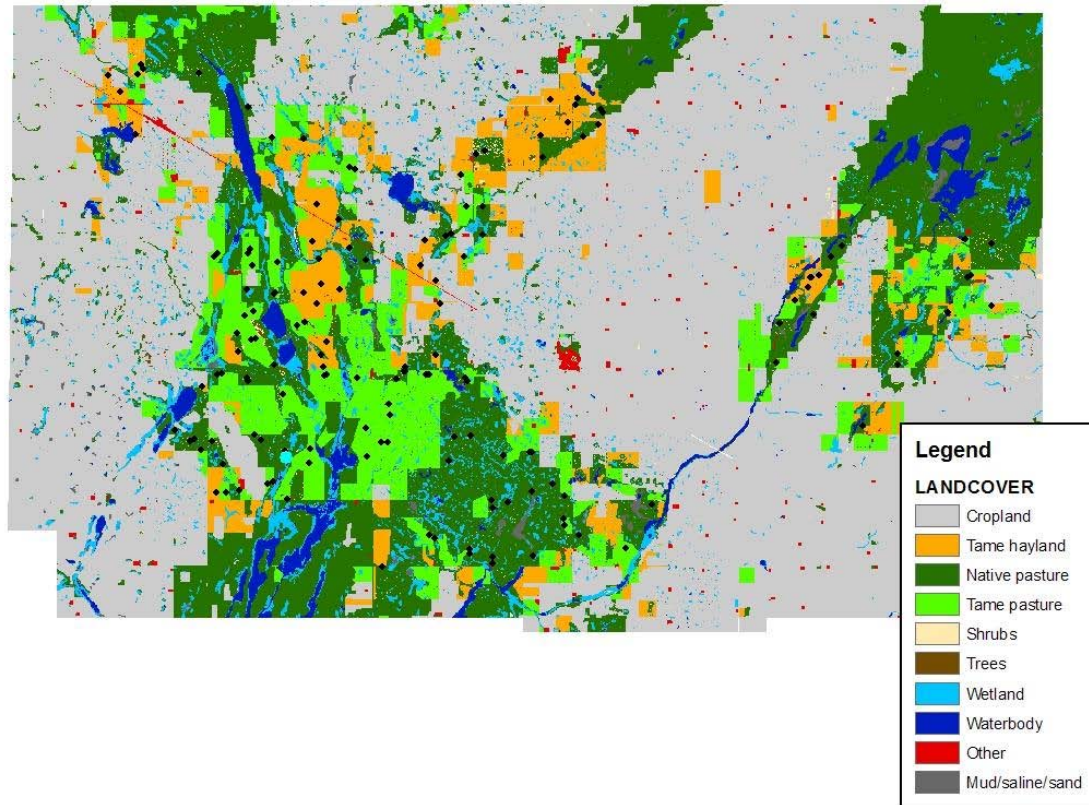 Legend
LANDCOVER
Cropland
Tame hayland
Native pasture
Tame pasture
Shrubs
Trees
Wetland
Waterbody
Other
Mud/saline/sand